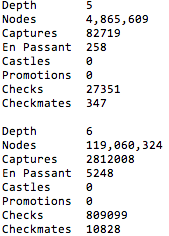 Depth 5
Nodes 4,865,609
Captures 82719
En Passant 258
Castles 0
Promotions 0
Checks 27351
Checkmates 347
Depth 6
Nodes 119,060,324
Captures 2812008
En Passant 5248
Castles 0
Promotions 0
Checks 809099
Checkmates 10828